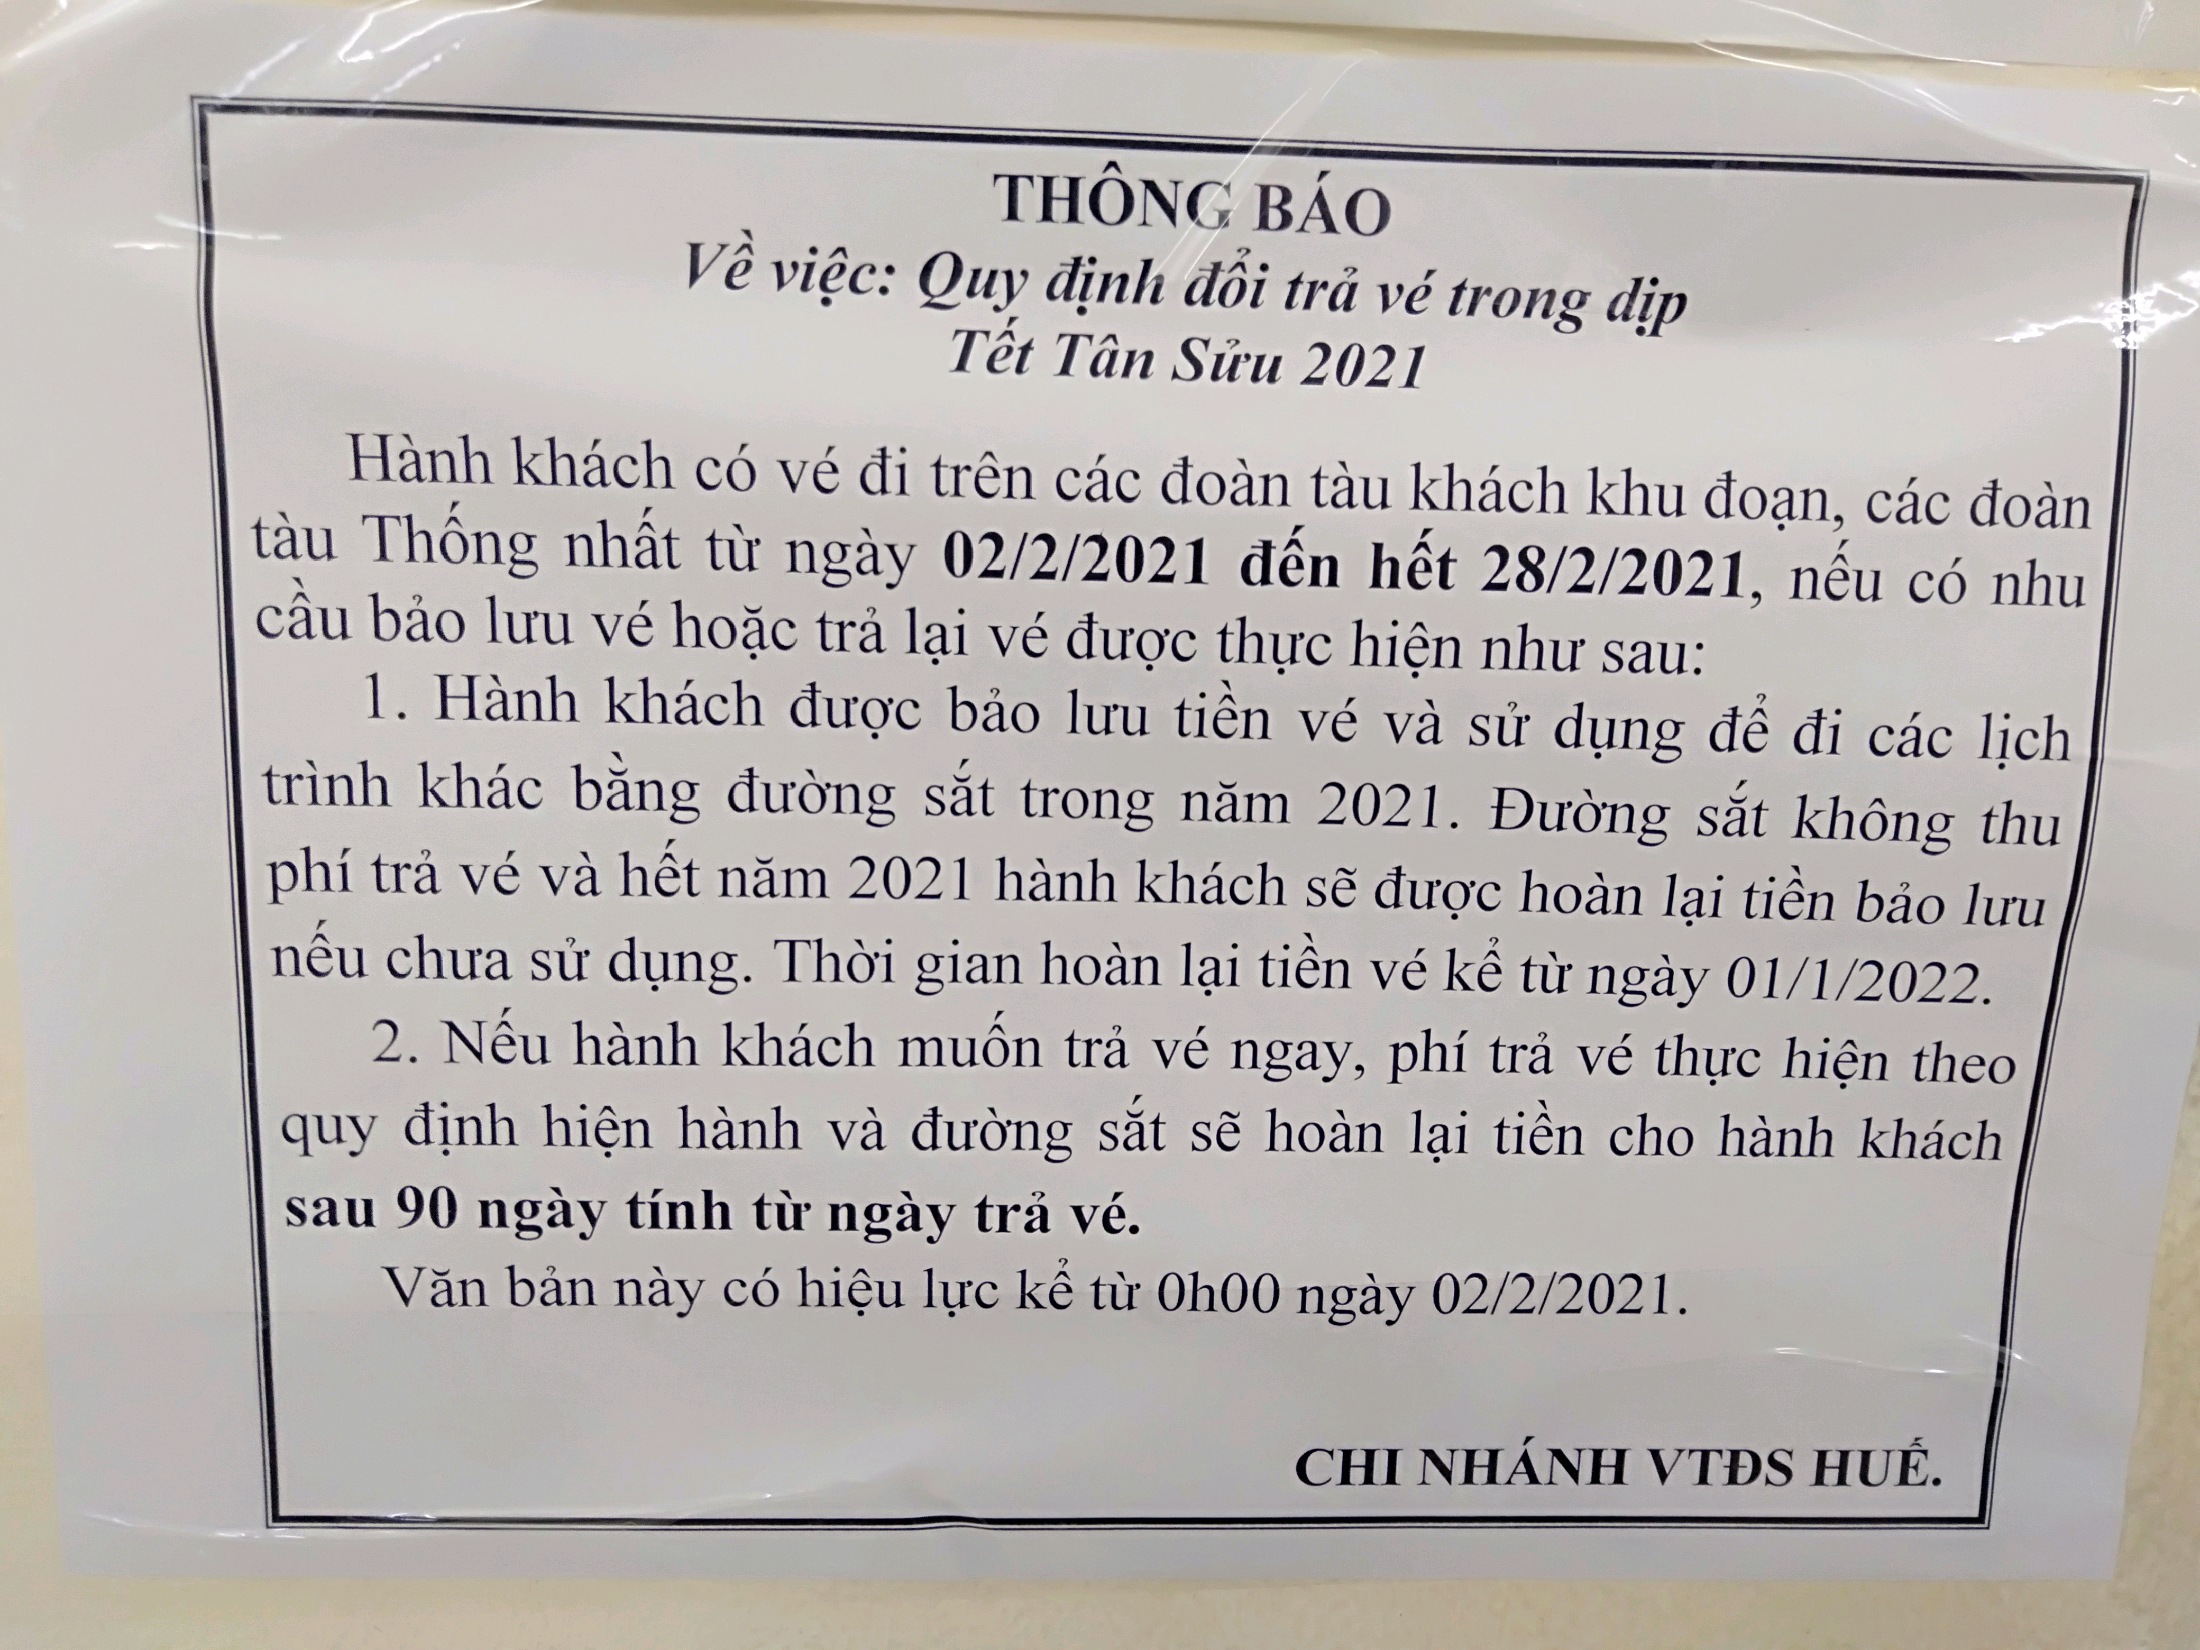 THÔNG BÁO
Về việc: Quy định đổi trả vé trong dịp
Tết Tân Sửu 2021
Hành khách có vé đi trên các đoàn tàu khách khu đoạn, các đoàn
tàu Thống nhất từ ngày 02/2/2021 đến hết 28/2/2021, nếu có nhu
cầu bảo lưu vé hoặc trả lại vé được thực hiện như sau:
1. Hành khách được bảo lưu tiền vé và sử dụng để đi các lịch
trình khác bằng đường sắt trong năm 2021. Đường sắt không thu
phí trả vé và hết năm 2021 hành khách sẽ được hoàn lại tiền bảo lưu
nếu chưa sử dụng. Thời gian hoàn lại tiền vé kể từ ngày 01/1/2022.
2. Nếu hành khách muốn trả vé ngay, phí trả vé thực hiện theo
quy định hiện hành và đường sắt sẽ hoàn lại tiền cho hành khách
sau 90 ngày tính từ ngày trả vé.
Văn bản này có hiệu lực kể từ 0h00 ngày 02/2/2021.
CHI NHÁNH VTĐS HUẾ.